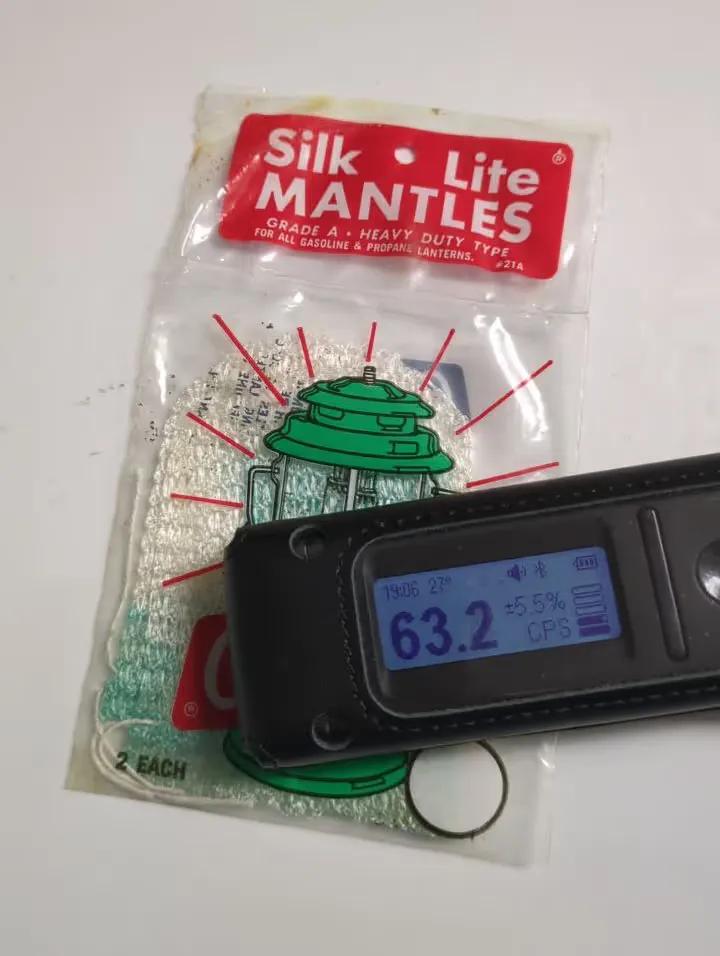 Silk Lite
MANTLES
GRADE A • HEAVY DUTY TYPE
FOR ALL GASOLINE & PROPANE LANTERNS.
#21A
19:06 27°
63.2
±5.5%
CPS
2 EACH